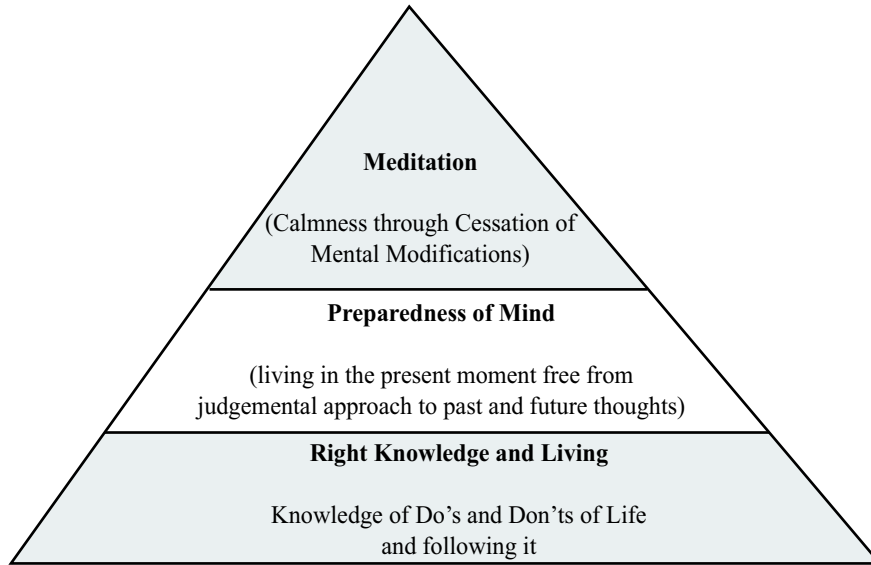 Meditation
(Calmness through Cessation of
Mental Modifications)
Preparedness of Mind
(living in the present moment free from
judgemental approach to past and future thoughts)
Right Knowledge and Living
Knowledge of Do’s and Don’ts of Life
and following it